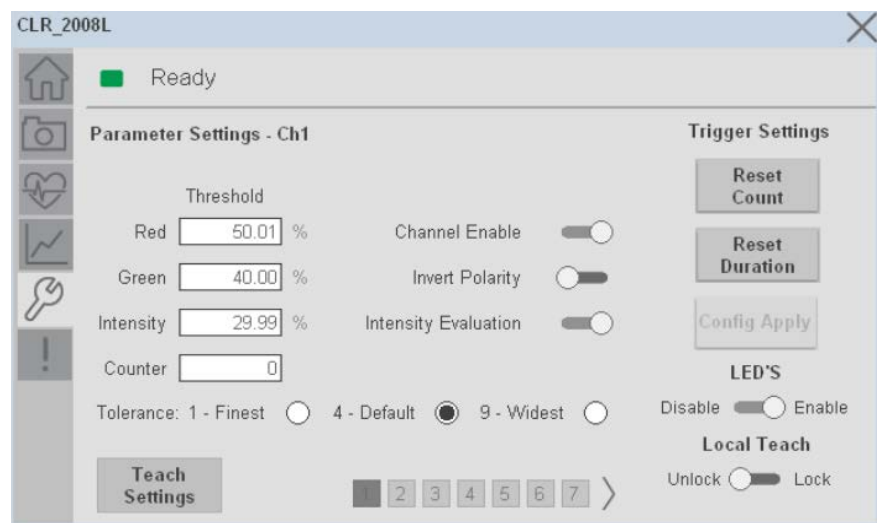 CLR_2008L
Ready
Parameter Settings - Ch1
Trigger Settings
Threshold
Reset
Count
Red 50.01 %
Channel Enable
Reset
Duration
Green 40.00 %
Invert Polarity
Intensity 29.99 %
Intensity Evaluation
Config Apply
Counter 0
LED'S
Tolerance: 1 - Finest 4 - Default 9 - Widest
Disable Enable
Local Teach
Teach
Settings
1 2 3 4 5 6 7
Unlock Lock